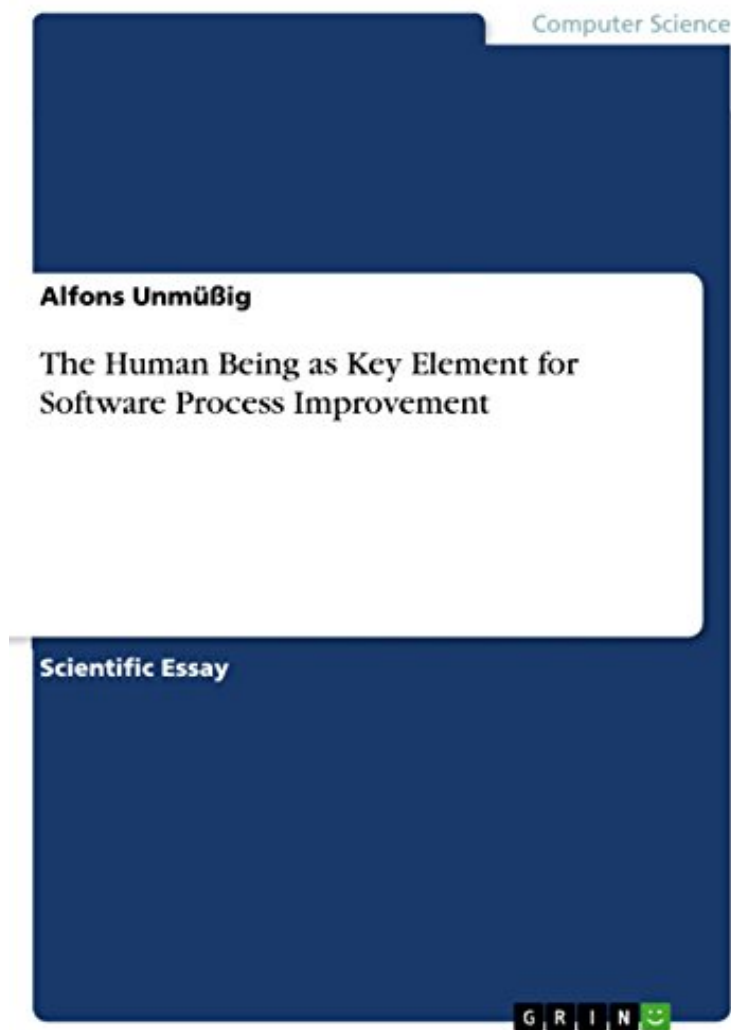 Computer Science
Alfons Unmüßig
The Human Being as Key Element for
Software Process Improvement
Scientific Essay
GRIN